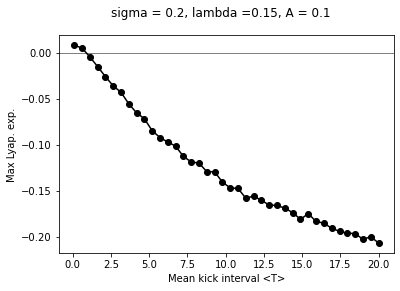 sigma = 0.2, lambda =0.15, A = 0.1
0.00
−0.05
−0.10
−0.15
−0.20
Max Lyap. exp.
0.0 2.5 5.0 7.5 10.0 12.5 15.0 17.5 20.0
Mean kick interval <T>